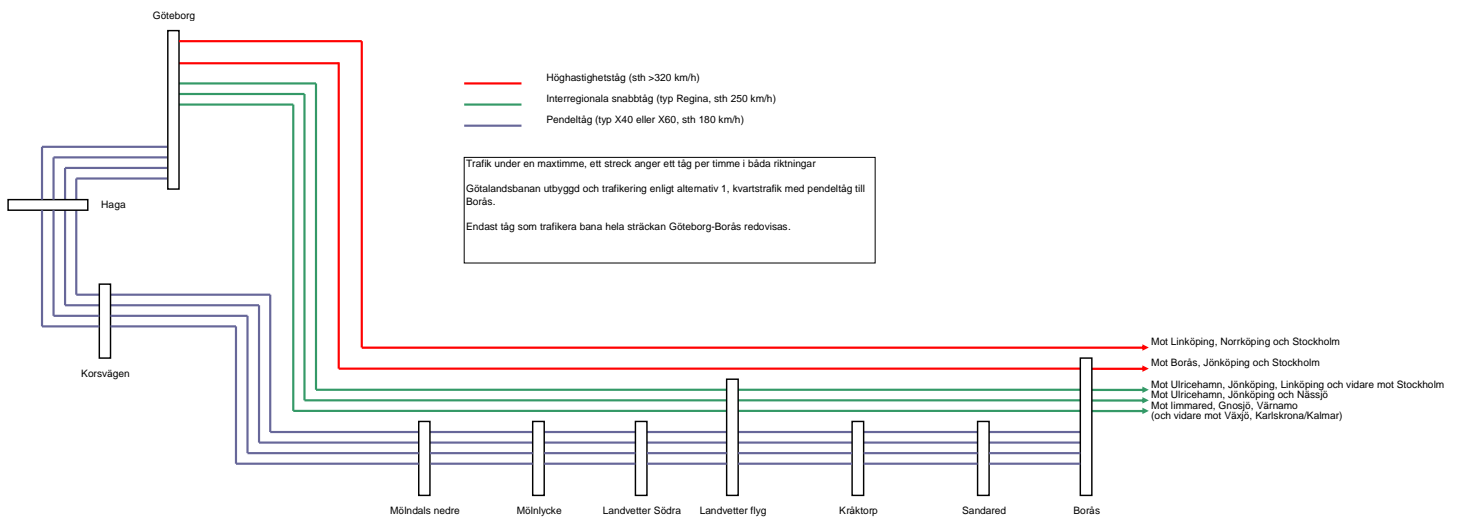 Göteborg
Höghastighetståg (sth >320 km/h)
Interregionala snabbtåg (typ Regina, sth 250 km/h)
Pendeltåg (typ X40 eller X60, sth 180 km/h)
Trafik under en maxtimme, ett streck anger ett tåg per timme i båda riktningar
Götalandsbanan utbyggd och trafikering enligt alternativ 1, kvartstrafik med pendeltåg till
Borås.
Endast tåg som trafikera bana hela sträckan Göteborg-Borås redovisas.
Haga
Korsvägen
Mot Linköping, Norrköping och Stockholm
Mot Borås, Jönköping och Stockholm
Mot Ulricehamn, Jönköping, Linköping och vidare mot Stockholm
Mot Ulricehamn, Jönköping och Nässjö
Mot limmared, Gnosjö, Värnamo
(och vidare mot Växjö, Karlskrona/Kalmar)
Mölndals nedre
Mölnlycke
Landvetter Södra
Landvetter flyg
Kråktorp
Sandared
Borås